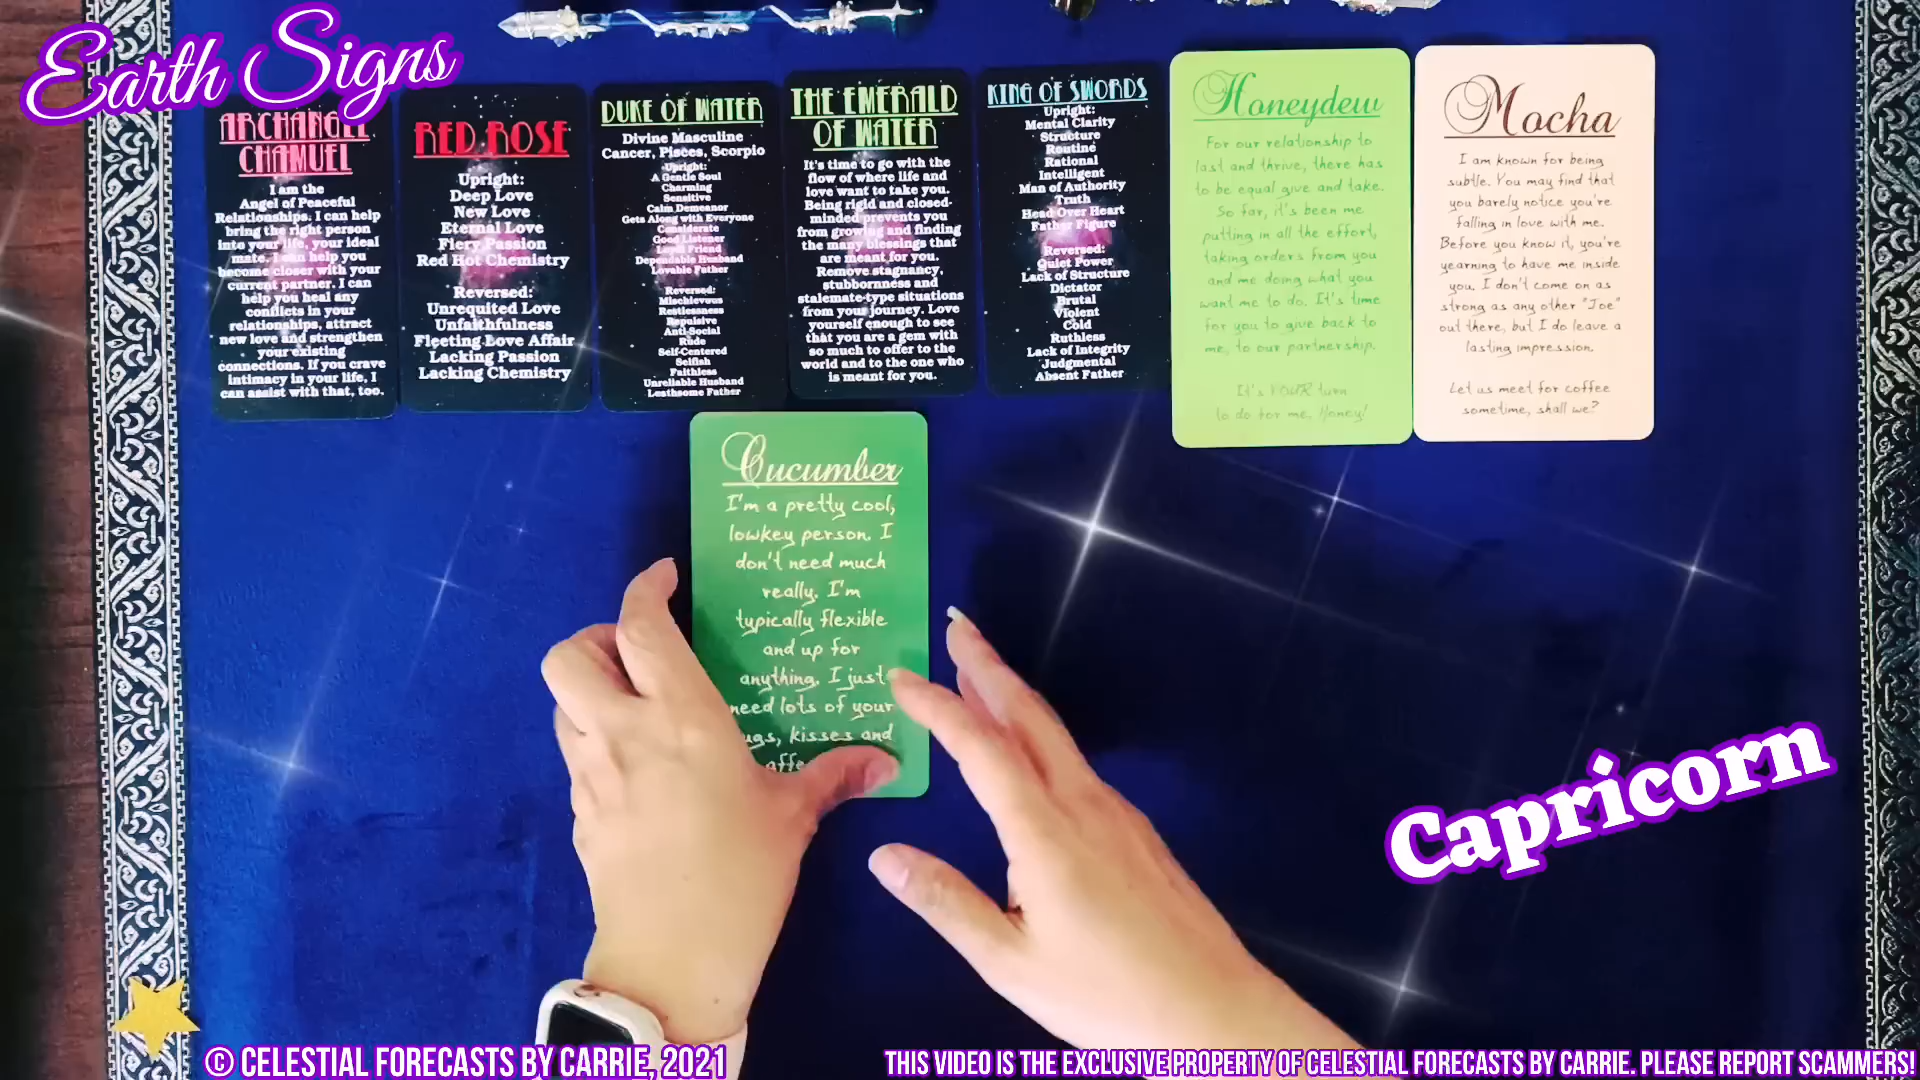 Earth Signs
ARCHANGEL
CHAMUEL
I am the
Angel of Peaceful
Relationships. I can help
bring the right person
into your life, your ideal
mate. I can help you
become closer with your
current partner. I can
help you heal any
conflicts in your
relationships, attract
new love and strengthen
your existing
connections. If you crave
intimacy in your life, I
can assist with that, too.
RED ROSE
Upright:
Deep Love
New Love
Eternal Love
Fiery Passion
Red Hot Chemistry
Reversed:
Unrequited Love
Unfaithfulness
Fleeting Love Affair
Lacking Passion
Lacking Chemistry
DUKE OF WATER
Divine Masculine
Cancer, Pisces, Scorpio
Upright:
A Gentle Soul
Charming
Sensitive
Calm Demeanor
Gets Along with Everyone
Considerate
Good Listener
Loyal Friend
Dependable Husband
Lovable Father
Reversed:
Mischievous
Restlessness
Repulsive
Anti-Social
Rude
Self-Centered
Selfish
Faithless
Unreliable Husband
Loathsome Father
THE EMERALD
OF WATER
It's time to go with the
flow of where life and
love want to take you.
Being rigid and closed-
minded prevents you
from growing and finding
the many blessings that
are meant for you.
Remove stagnancy,
stubbornness and
stalemate-type situations
from your journey. Love
yourself enough to see
that you are a gem with
so much to offer to the
world and to the one who
is meant for you.
KING OF SWORDS
Upright:
Mental Clarity
Structure
Routine
Rational
Intelligent
Man of Authority
Truth
Head Over Heart
Father Figure
Reversed:
Quiet Power
Lack of Structure
Dictator
Brutal
Violent
Cold
Ruthless
Lack of Integrity
Judgmental
Absent Father
Honeydew
For our relationship to
last and thrive, there has
to be equal give and take.
So far, it's been me
putting in all the effort,
taking orders from you
and me doing what you
want me to do. It's time
for you to give back to
me, to our partnership.
It's YOUR turn
to do for me, Honey!
Mocha
I am known for being
subtle. You may find that
you barely notice you're
falling in love with me.
Before you know it, you're
yearning to have me inside
you. I don't come on as
strong as any other "Joe"
out there, but I do leave a
lasting impression.
Let us meet for coffee
sometime, shall we?
Cucumber
I'm a pretty cool,
lowkey person. I
don't need much
really. I'm
typically flexible
and up for
anything. I just
need lots of your
ugs, kisses and
affe
Capricorn
© CELESTIAL FORECASTS BY CARRIE, 2021
THIS VIDEO IS THE EXCLUSIVE PROPERTY OF CELESTIAL FORECASTS BY CARRIE. PLEASE REPORT SCAMMERS!